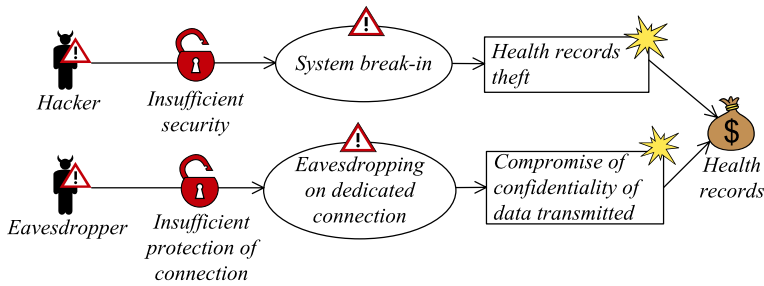 Hacker
Insufficient
security
System break-in
Health records
theft
$
Health
records
Eavesdropper
Insufficient
protection of
connection
Eavesdropping
on dedicated
connection
Compromise of
confidentiality of
data transmitted